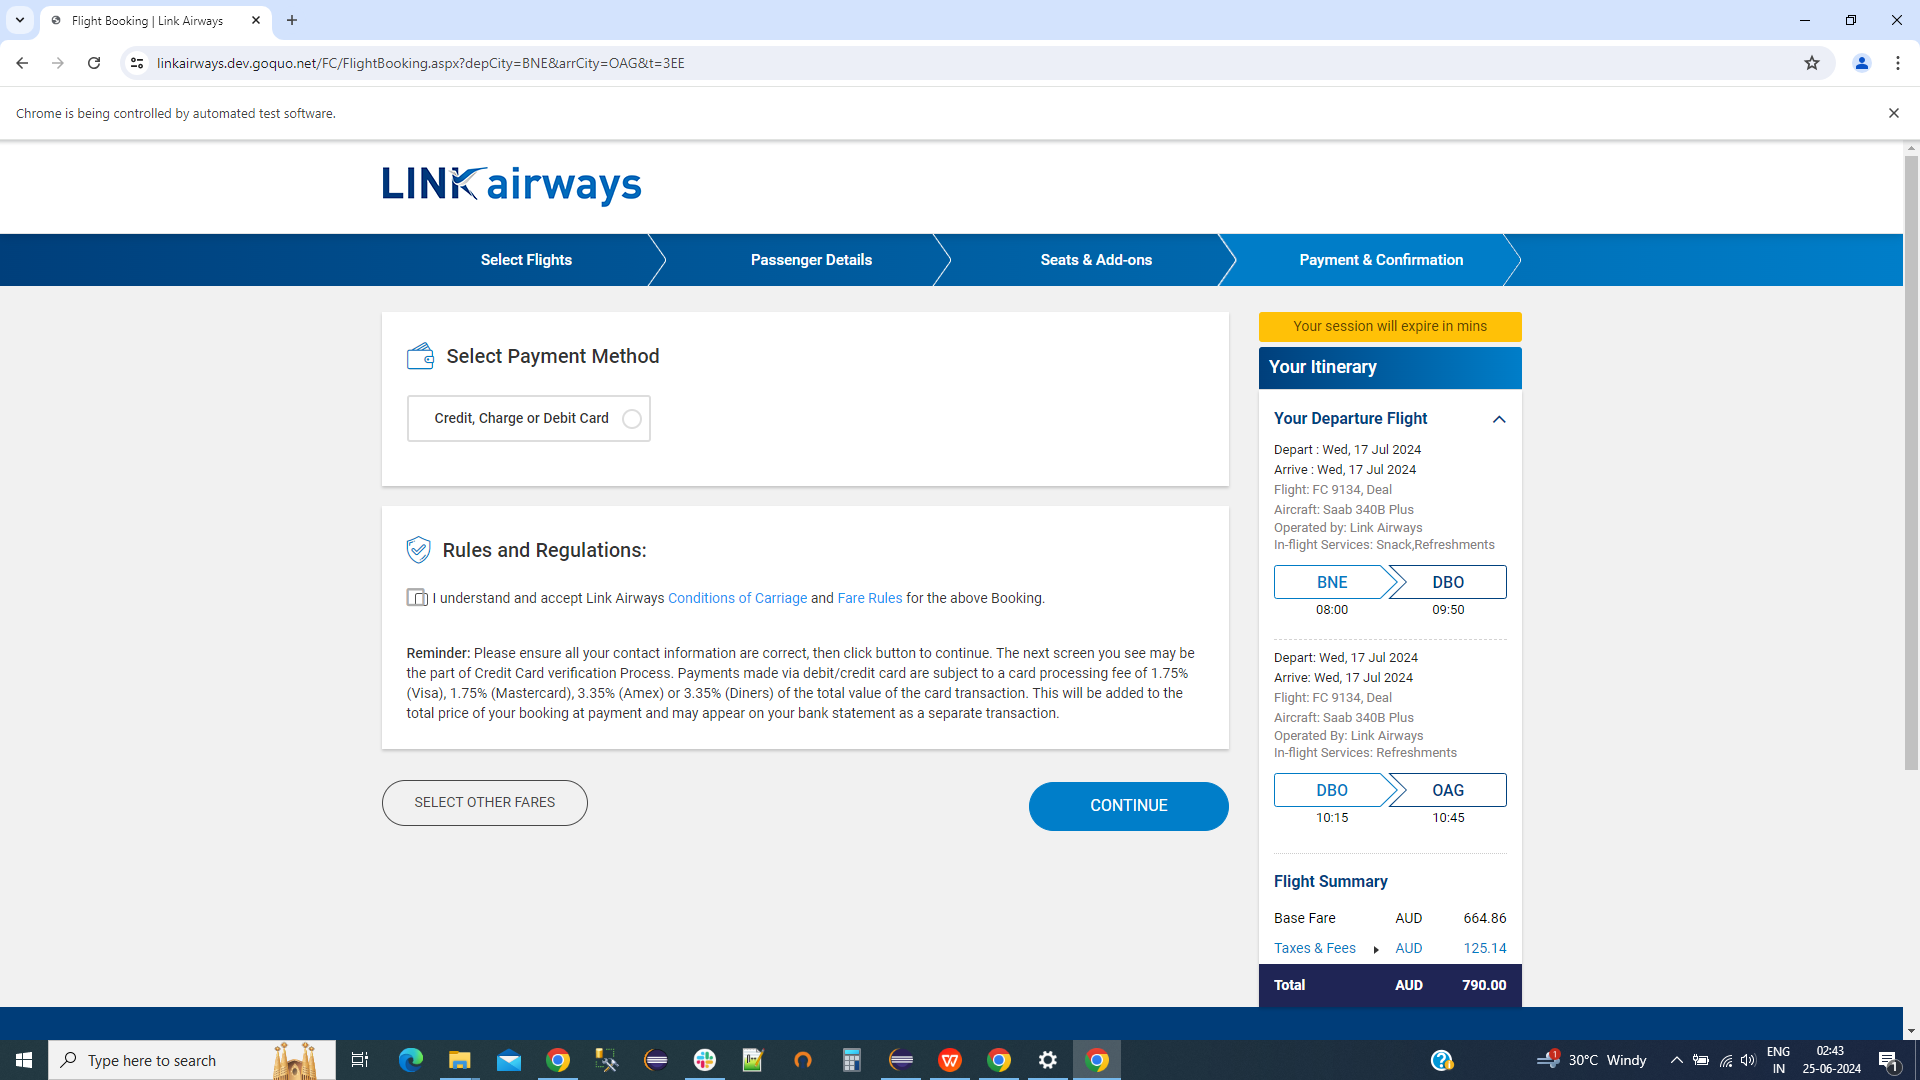 Flight Booking | Link Airways
linkairways.dev.goquo.net/FC/FlightBooking.aspx?depCity=BNE&arrCity=OAG&t=3EE
Chrome is being controlled by automated test software.
LINK airways
Select Flights
Passenger Details
Seats & Add-ons
Payment & Confirmation
Select Payment Method
Credit, Charge or Debit Card
Rules and Regulations:
I understand and accept Link Airways Conditions of Carriage and Fare Rules for the above Booking.
Reminder: Please ensure all your contact information are correct, then click button to continue. The next screen you see may be
the part of Credit Card verification Process. Payments made via debit/credit card are subject to a card processing fee of 1.75%
(Visa), 1.75% (Mastercard), 3.35% (Amex) or 3.35% (Diners) of the total value of the card transaction. This will be added to the
total price of your booking at payment and may appear on your bank statement as a separate transaction.
SELECT OTHER FARES
CONTINUE
Your session will expire in mins
Your Itinerary
Your Departure Flight
Depart : Wed, 17 Jul 2024
Arrive : Wed, 17 Jul 2024
Flight: FC 9134, Deal
Aircraft: Saab 340B Plus
Operated by: Link Airways
In-flight Services: Snack,Refreshments
BNE DBO
08:00 09:50
Depart: Wed, 17 Jul 2024
Arrive: Wed, 17 Jul 2024
Flight: FC 9134, Deal
Aircraft: Saab 340B Plus
Operated By: Link Airways
In-flight Services: Refreshments
DBO OAG
10:15 10:45
Flight Summary
Base Fare AUD 664.86
Taxes & Fees AUD 125.14
Total AUD 790.00
Type here to search
30°C Windy
ENG
IN
02:43
25-06-2024